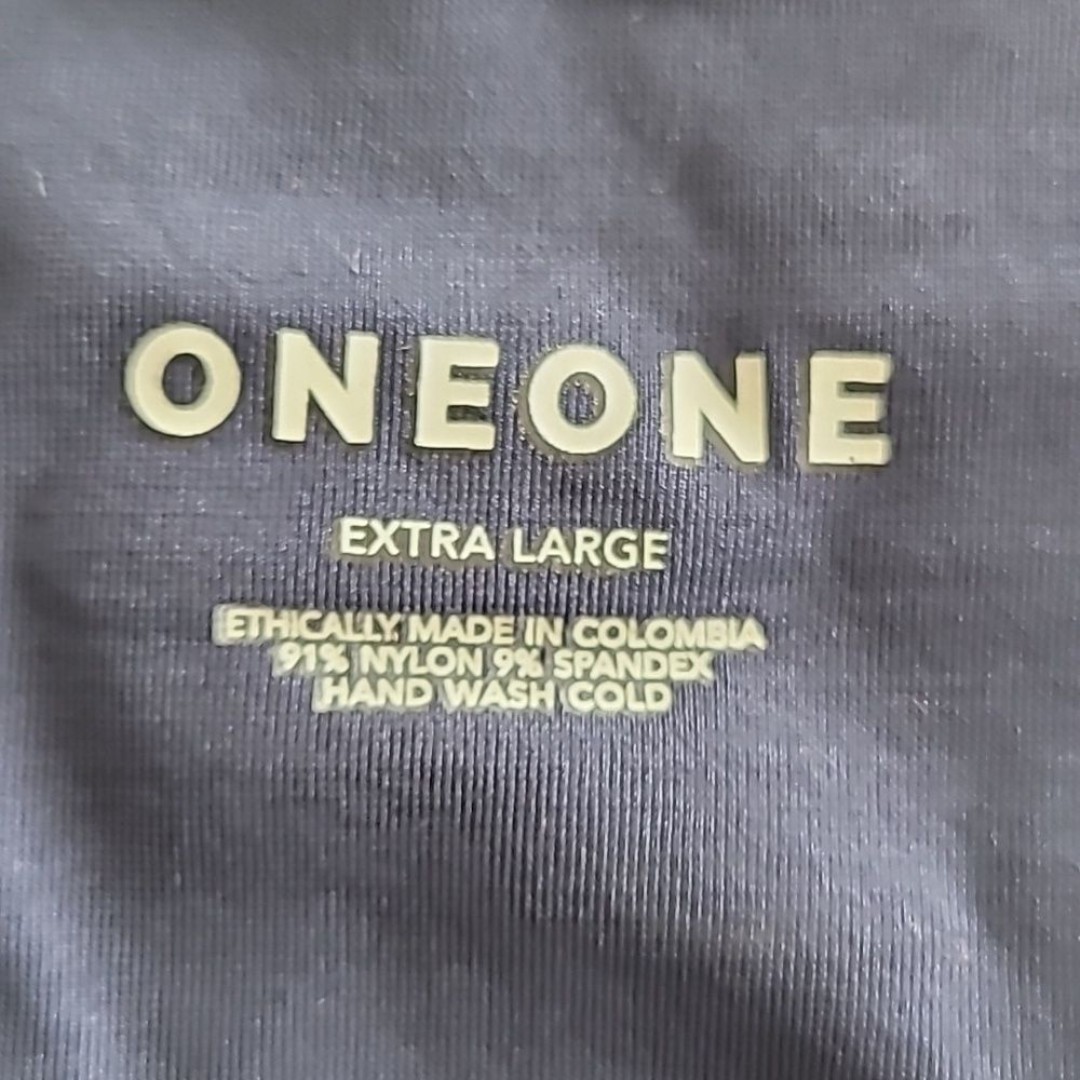 ONEONE
EXTRA LARGE
ETHICALLY MADE IN COLOMBIA
91% NYLON 9% SPANDEX
HAND WASH COLD